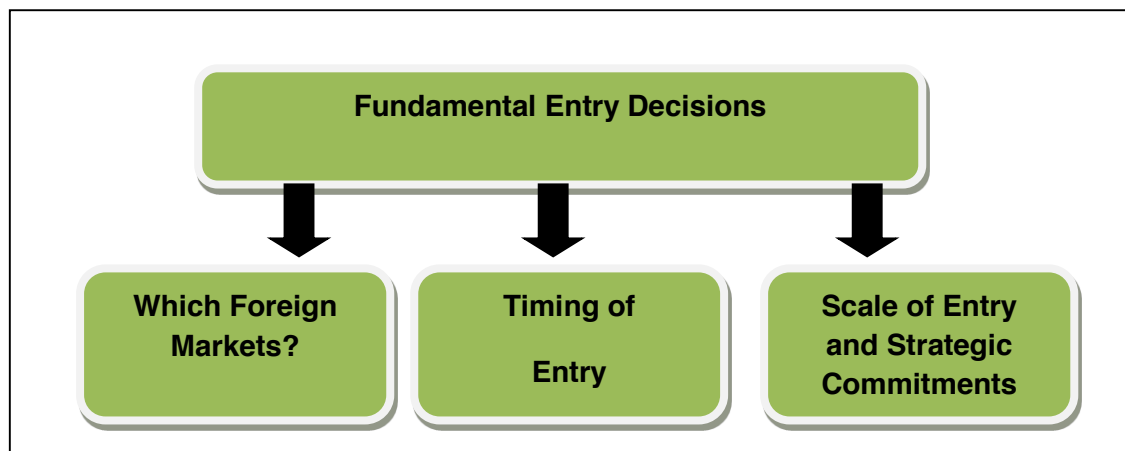 Fundamental Entry Decisions
Which Foreign
Markets?
Timing of
Entry
Scale of Entry
and Strategic
Commitments